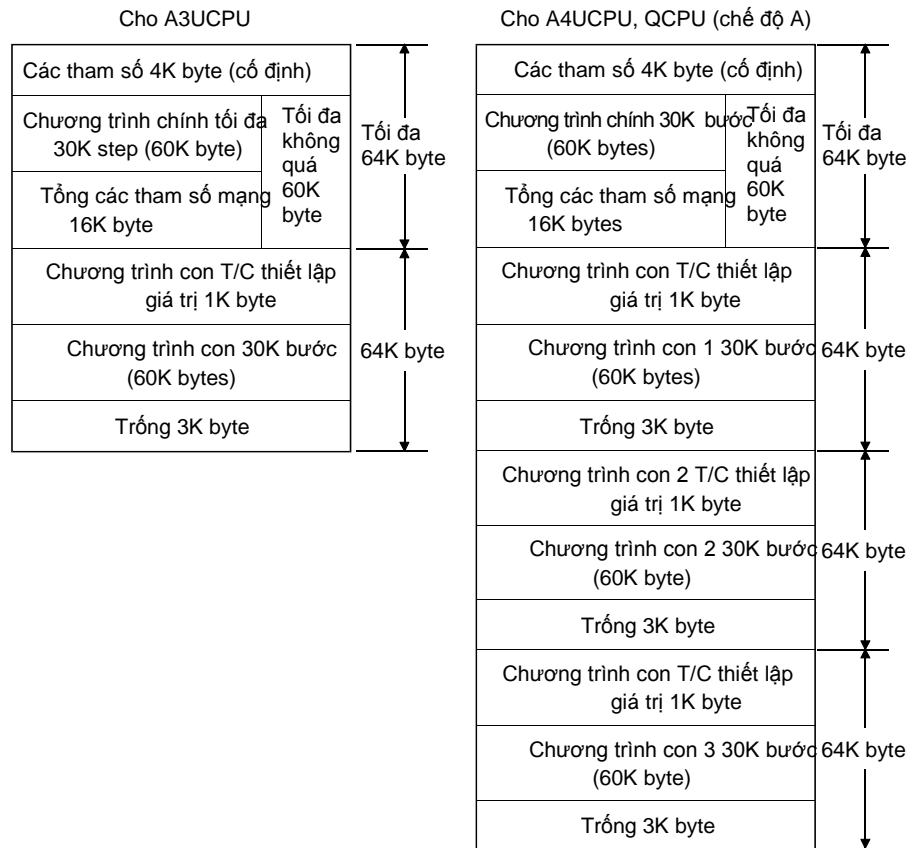 Cho A3UCPU
Các tham số 4K byte (cố định)
Chương trình chính tối đa
30K step (60K byte)
Tổng các tham số mạng
16K byte
Tối đa
không
quá
60K
byte
Tối đa
64K byte
Chương trình con T/C thiết lập
giá trị 1K byte
Chương trình con 30K bước
(60K bytes)
Trống 3K byte
64K byte
Cho A4UCPU, QCPU (chế độ A)
Các tham số 4K byte (cố định)
Chương trình chính 30K bước
(60K bytes)
Tổng các tham số mạng
16K bytes
Tối đa
không
quá
60K
byte
Tối đa
64K byte
Chương trình con T/C thiết lập
giá trị 1K byte
Chương trình con 1 30K bước
(60K bytes)
Trống 3K byte
64K byte
Chương trình con 2 T/C thiết lập
giá trị 1K byte
Chương trình con 2 30K bước
(60K byte)
Trống 3K byte
64K byte
Chương trình con T/C thiết lập
giá trị 1K byte
Chương trình con 3 30K bước
(60K byte)
Trống 3K byte
64K byte